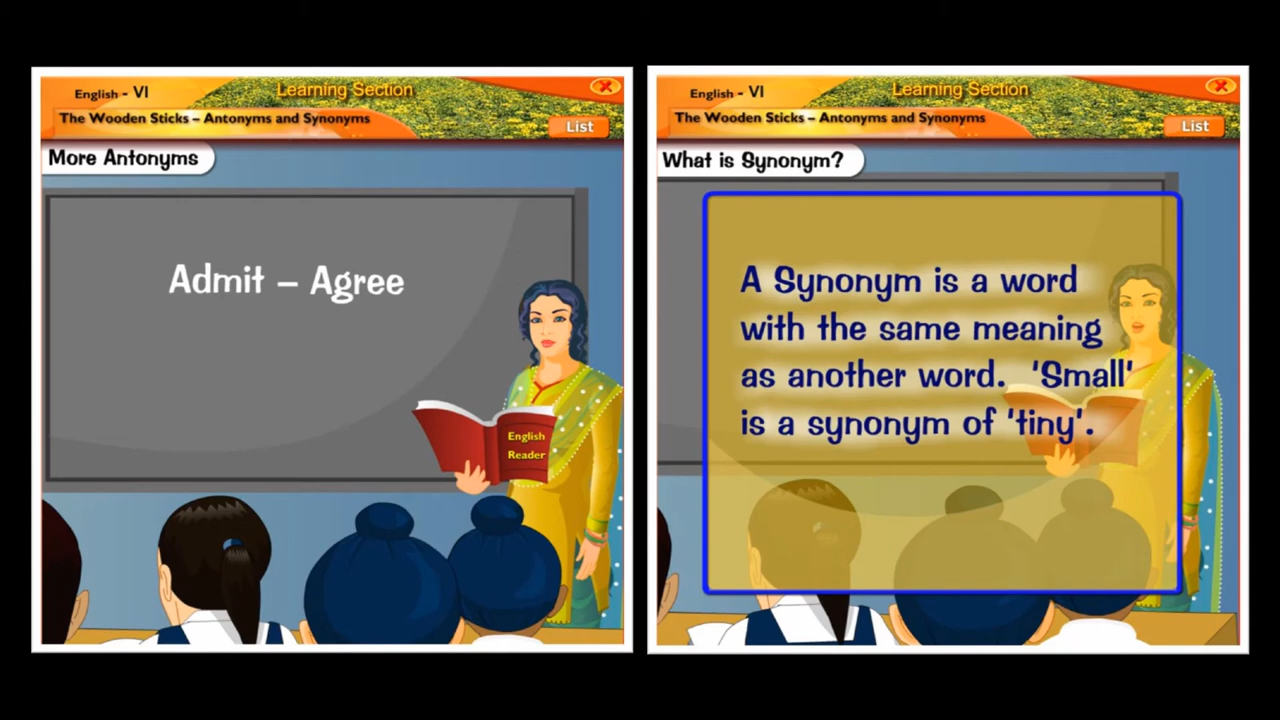 English - VI
Learning Section
The Wooden Sticks – Antonyms and Synonyms
List
More Antonyms
Admit – Agree
English
Reader
English - VI
Learning Section
The Wooden Sticks – Antonyms and Synonyms
List
What is Synonym?
A Synonym is a word
with the same meaning
as another word. 'Small'
is a synonym of 'tiny'.